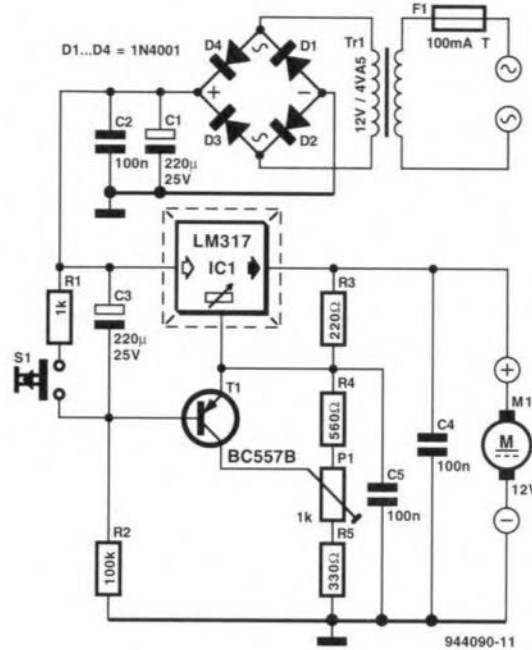 F1
100mA T
D1...D4 = 1N4001
D4
D1
Tr1
12V / 4VA5
+
−
D3
D2
C2
100n
C1
220µ
25V
LM317
IC1
R1
1k
C3
220µ
25V
S1
R3
220Ω
T1
R4
560Ω
BC557B
P1
1k
C5
100n
C4
100n
+
M1
M
12V
−
R2
100k
R5
330Ω
944090-11